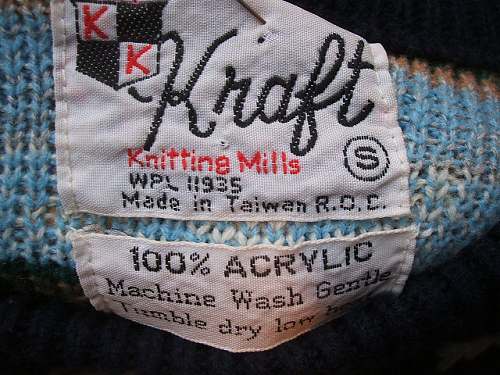 K K
Kraft
Knitting Mills
S
WPL 11935
Made in Taiwan R.O.C.
100% ACRYLIC
Machine Wash Gentle
Tumble dry low